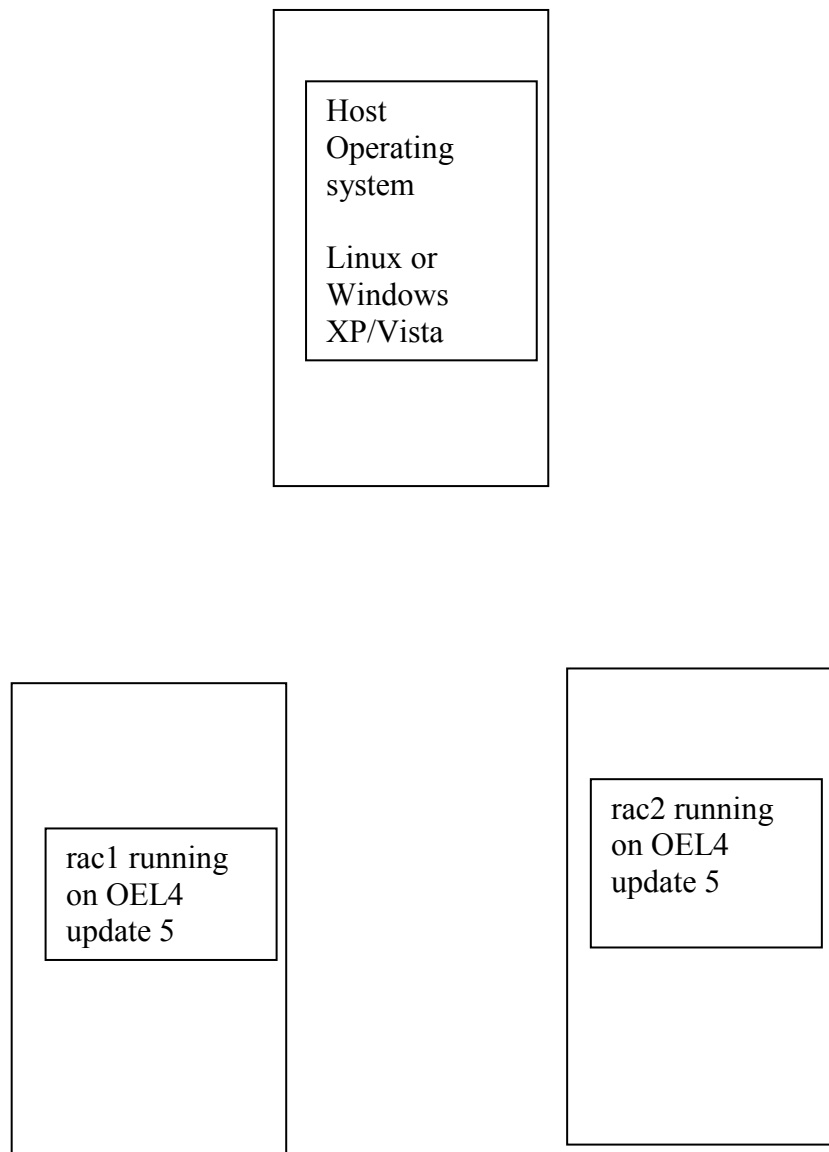 Host
Operating
system
Linux or
Windows
XP/Vista
rac1 running
on OEL4
update 5
rac2 running
on OEL4
update 5